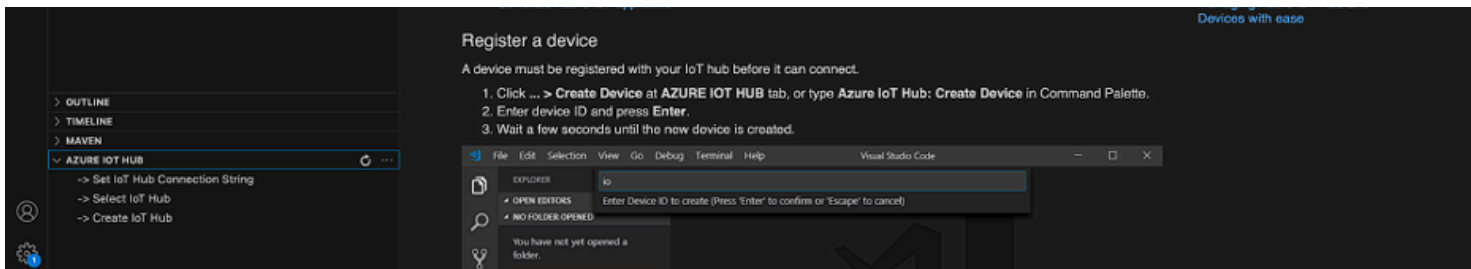 Devices with ease
Register a device
A device must be registered with your IoT hub before it can connect.
1. Click ... > Create Device at AZURE IOT HUB tab, or type Azure IoT Hub: Create Device in Command Palette.
2. Enter device ID and press Enter.
3. Wait a few seconds until the new device is created.
OUTLINE
TIMELINE
MAVEN
AZURE IOT HUB
-> Set IoT Hub Connection String
-> Select IoT Hub
-> Create IoT Hub
1
File Edit Selection View Go Debug Terminal Help Visual Studio Code
EXPLORER
io
OPEN EDITORS
Enter Device ID to create (Press 'Enter' to confirm or 'Escape' to cancel)
NO FOLDER OPENED
You have not yet opened a
folder.